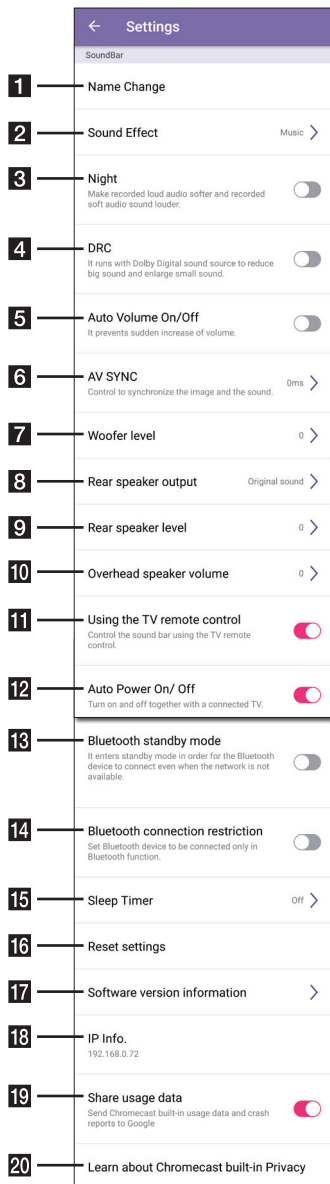 ← Settings
SoundBar
1 Name Change
2 Sound Effect Music >
3 Night
Make recorded loud audio softer and recorded
soft audio sound louder.
4 DRC
It runs with Dolby Digital sound source to reduce
big sound and enlarge small sound.
5 Auto Volume On/Off
It prevents sudden increase of volume.
6 AV SYNC 0ms >
Control to synchronize the image and the sound.
7 Woofer level 0 >
8 Rear speaker output Original sound >
9 Rear speaker level 0 >
10 Overhead speaker volume 0 >
11 Using the TV remote control
Control the sound bar using the TV remote
control.
12 Auto Power On/ Off
Turn on and off together with a connected TV.
13 Bluetooth standby mode
It enters standby mode in order for the Bluetooth
device to connect even when the network is not
available.
14 Bluetooth connection restriction
Set Bluetooth device to be connected only in
Bluetooth function.
15 Sleep Timer Off >
16 Reset settings
17 Software version information >
18 IP Info.
192.168.0.72
19 Share usage data
Send Chromecast built-in usage data and crash
reports to Google
20 Learn about Chromecast built-in Privacy